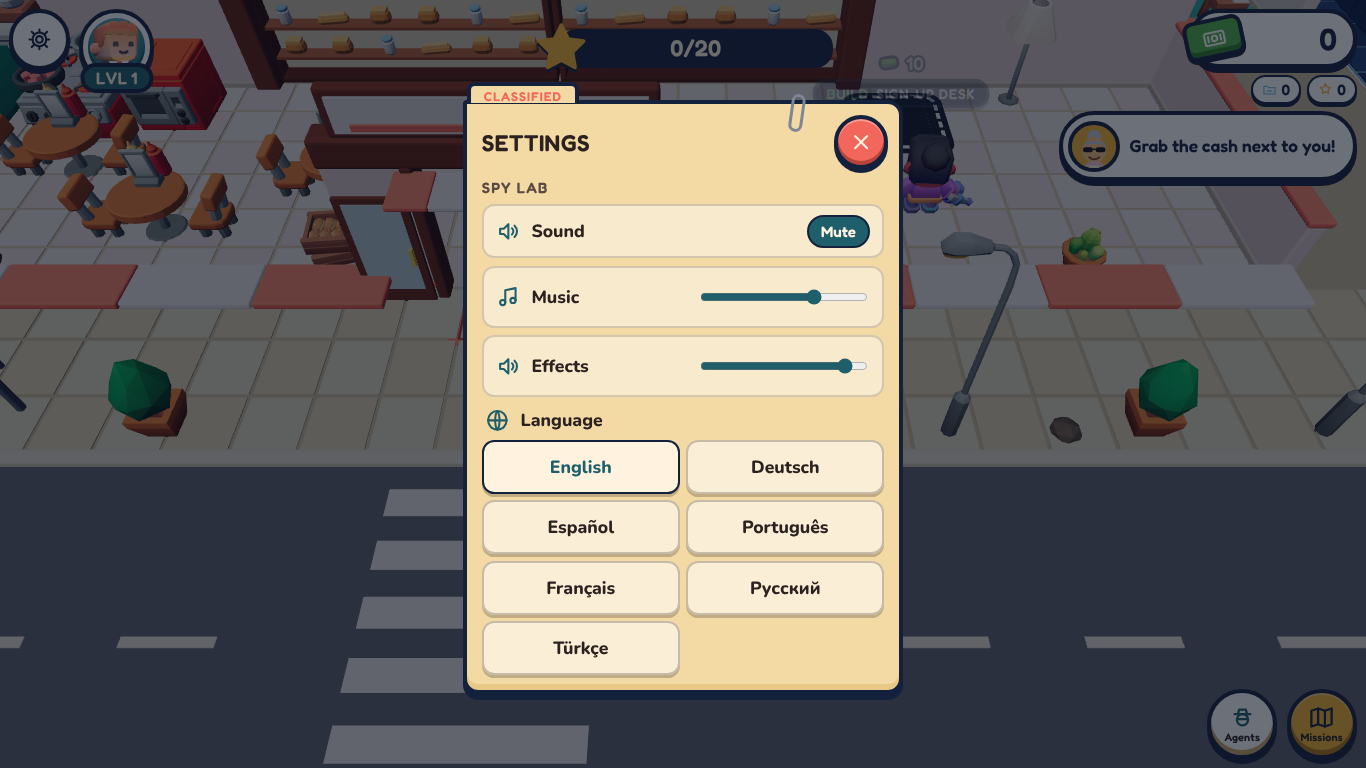 LVL 1
0/20
10
BUILD SIGN-UP DESK
0
0
0
Grab the cash next to you!
CLASSIFIED
SETTINGS
SPY LAB
Sound
Mute
Music
Effects
Language
English
Deutsch
Español
Português
Français
Русский
Türkçe
Agents
Missions